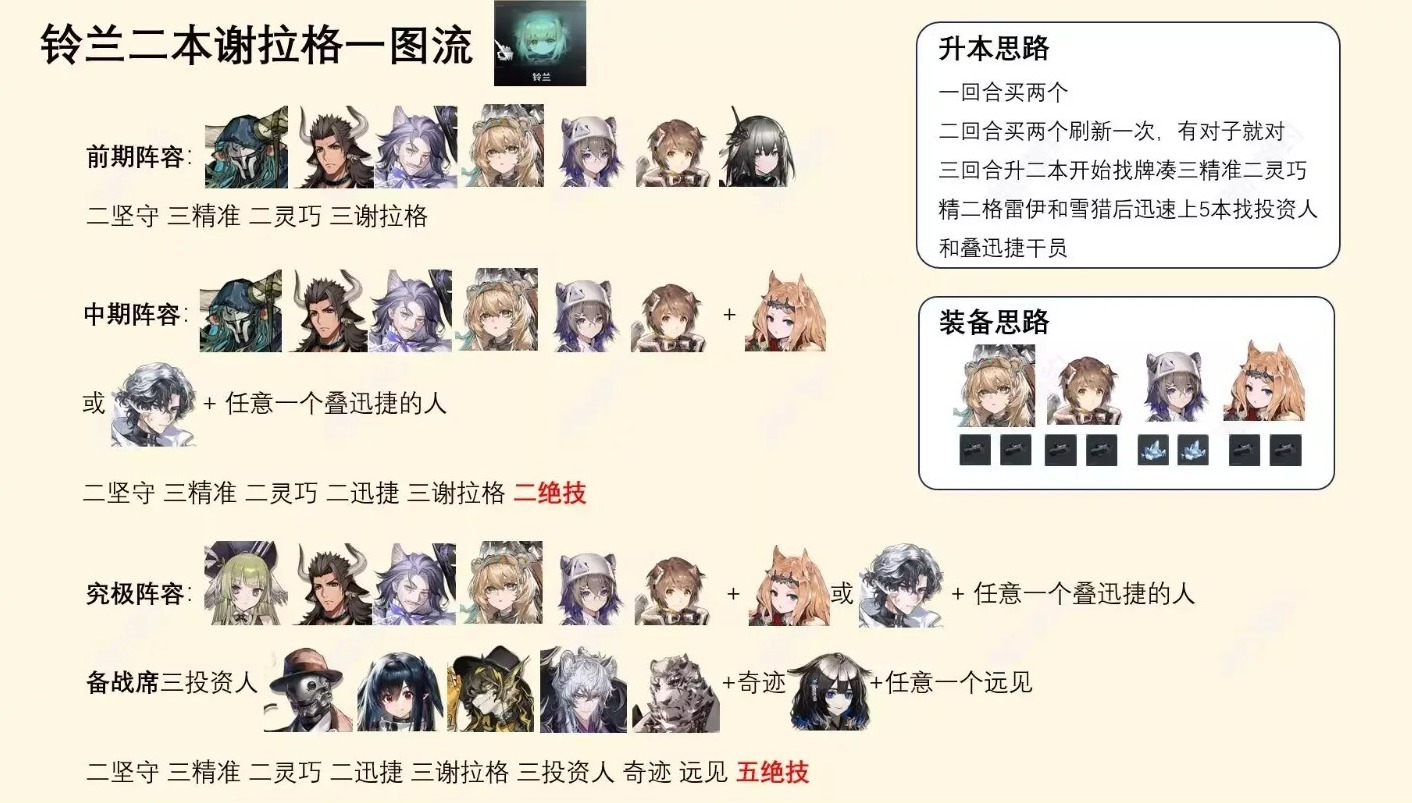 铃兰二本谢拉格一图流
铃兰
前期阵容:
二坚守 三精准 二灵巧 三谢拉格
中期阵容: +
或 + 任意一个叠迅捷的人
二坚守 三精准 二灵巧 二迅捷 三谢拉格 二绝技
究极阵容: + 或 + 任意一个叠迅捷的人
备战席三投资人 +奇迹 +任意一个远见
二坚守 三精准 二灵巧 二迅捷 三谢拉格 三投资人 奇迹 远见 五绝技
升本思路
一回合买两个
二回合买两个刷新一次，有对子就对
三回合升二本开始找牌凑三精准二灵巧
精二格雷伊和雪猎后迅速上5本找投资人
和叠迅捷干员
装备思路